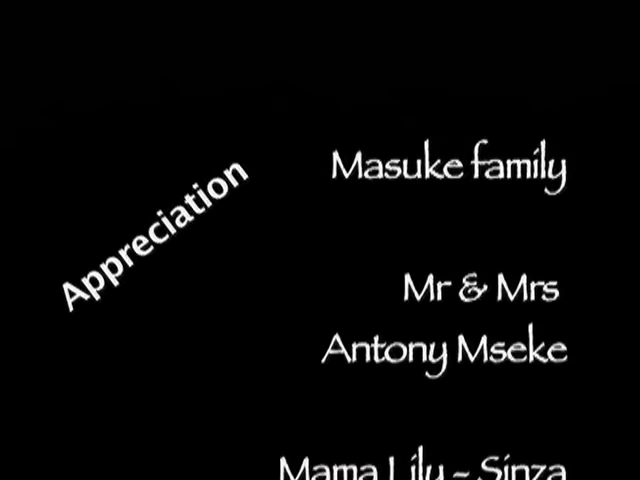 Appreciation
Masuke family
Mr & Mrs
Antony Mseke
Mama Lily - Sinza